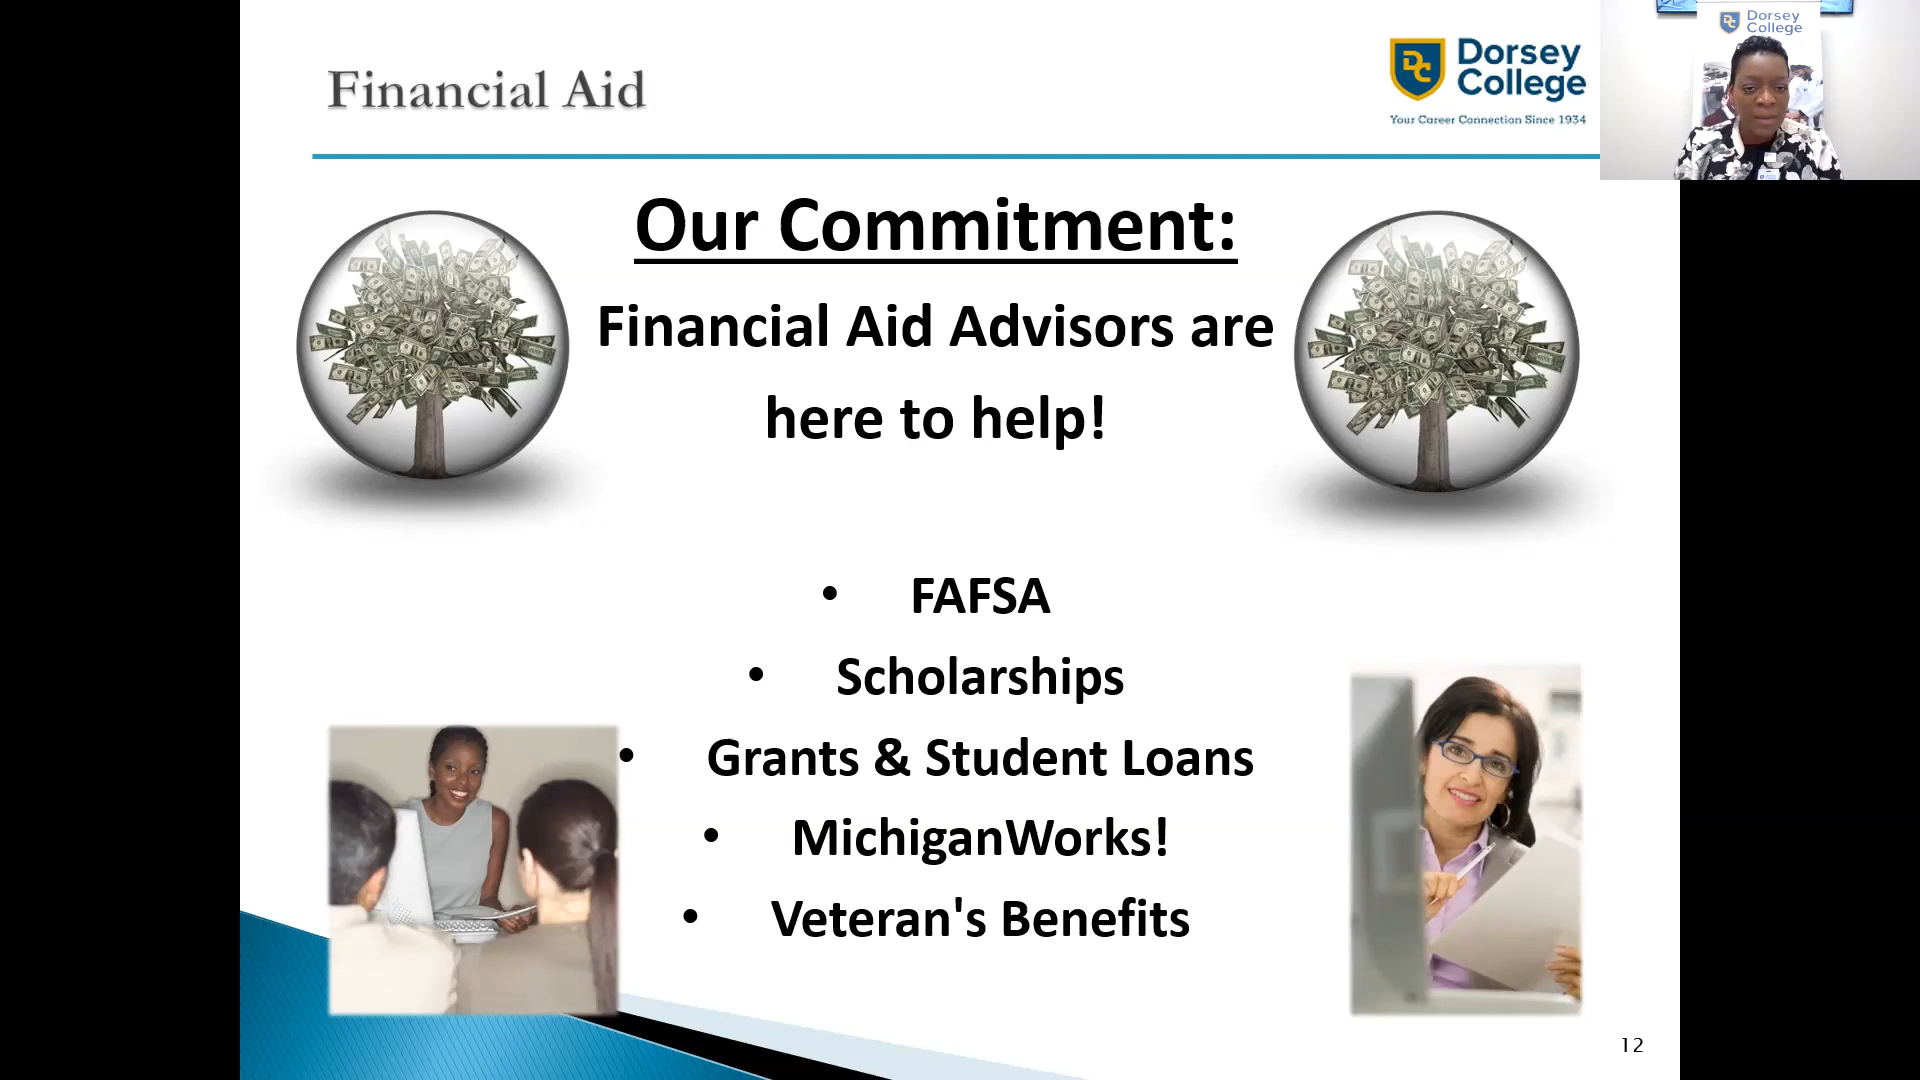 Financial Aid
Dorsey
College
Your Career Connection Since 1934
Dorsey
College
Our Commitment:
Financial Aid Advisors are
here to help!
• FAFSA
• Scholarships
• Grants & Student Loans
• MichiganWorks!
• Veteran's Benefits
12